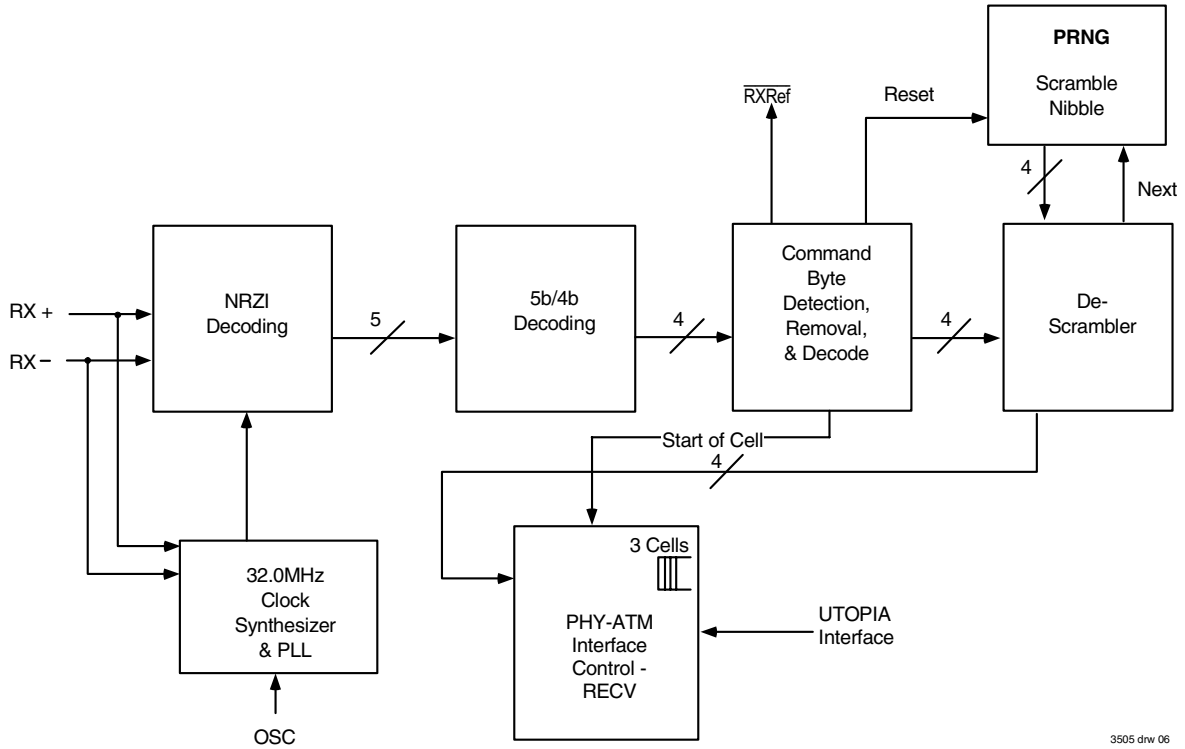 PRNG
Scramble
Nibble
RXRef
Reset
4
Next
NRZI
Decoding
5
5b/4b
Decoding
4
Command
Byte
Detection,
Removal,
& Decode
4
De-
Scrambler
RX +
RX –
Start of Cell
4
32.0MHz
Clock
Synthesizer
& PLL
OSC
3 Cells
PHY-ATM
Interface
Control -
RECV
UTOPIA
Interface
3505 drw 06